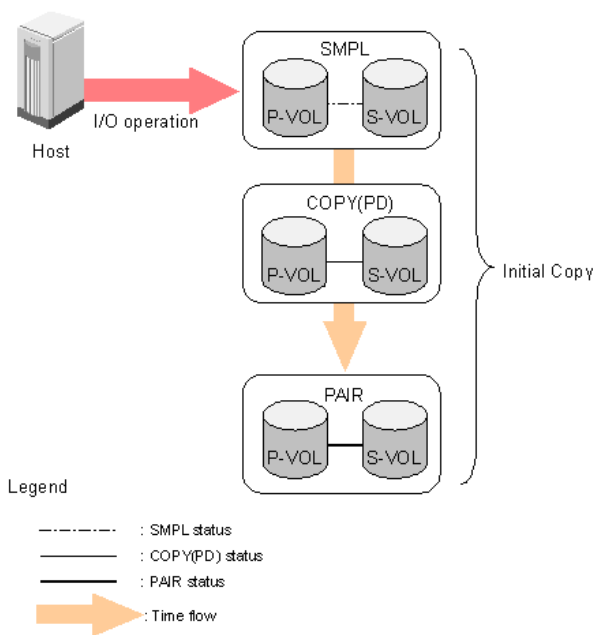 SMPL
P-VOL
S-VOL
I/O operation
Host
COPY(PD)
P-VOL
S-VOL
Initial Copy
PAIR
P-VOL
S-VOL
Legend
: SMPL status
: COPY(PD) status
: PAIR status
: Time flow